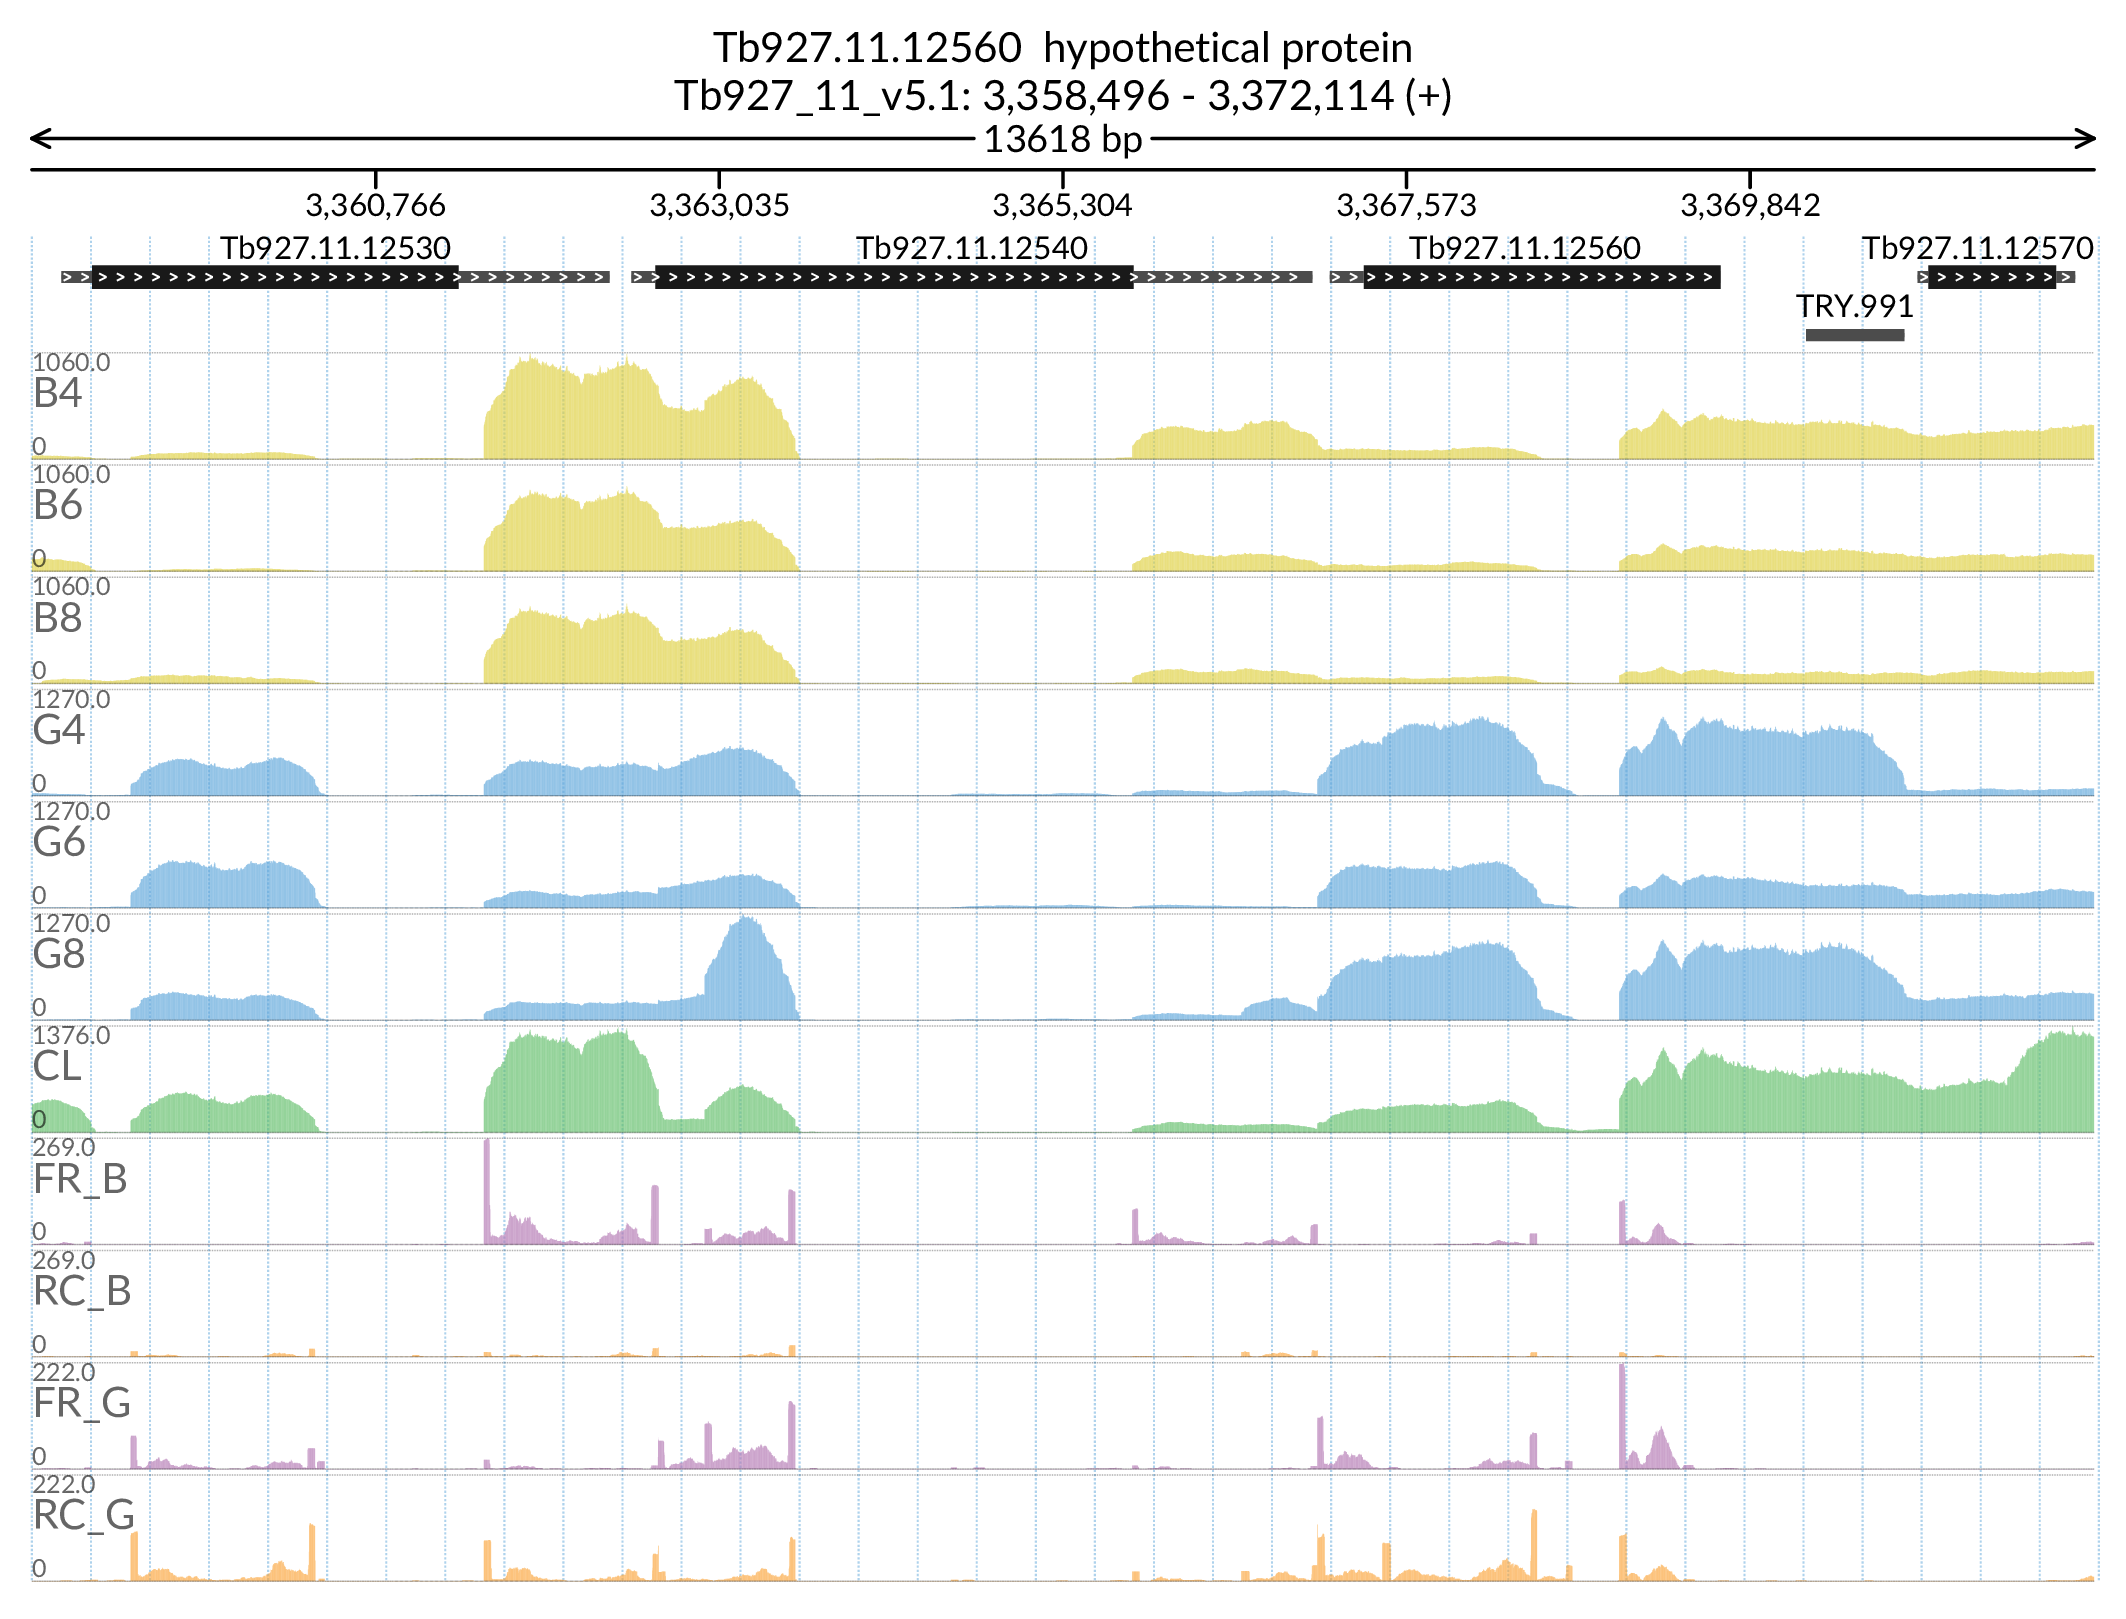 Tb927.11.12560  hypothetical protein
Tb927_11_v5.1: 3,358,496 - 3,372,114 (+)
13618 bp
3,360,766 3,363,035 3,365,304 3,367,573 3,369,842
Tb927.11.12530 Tb927.11.12540 Tb927.11.12560 Tb927.11.12570
TRY.991
1060.0
B4
0
1060.0
B6
0
1060.0
B8
0
1270.0
G4
0
1270.0
G6
0
1270.0
G8
0
1376.0
CL
0
269.0
FR_B
0
269.0
RC_B
0
222.0
FR_G
0
222.0
RC_G
0